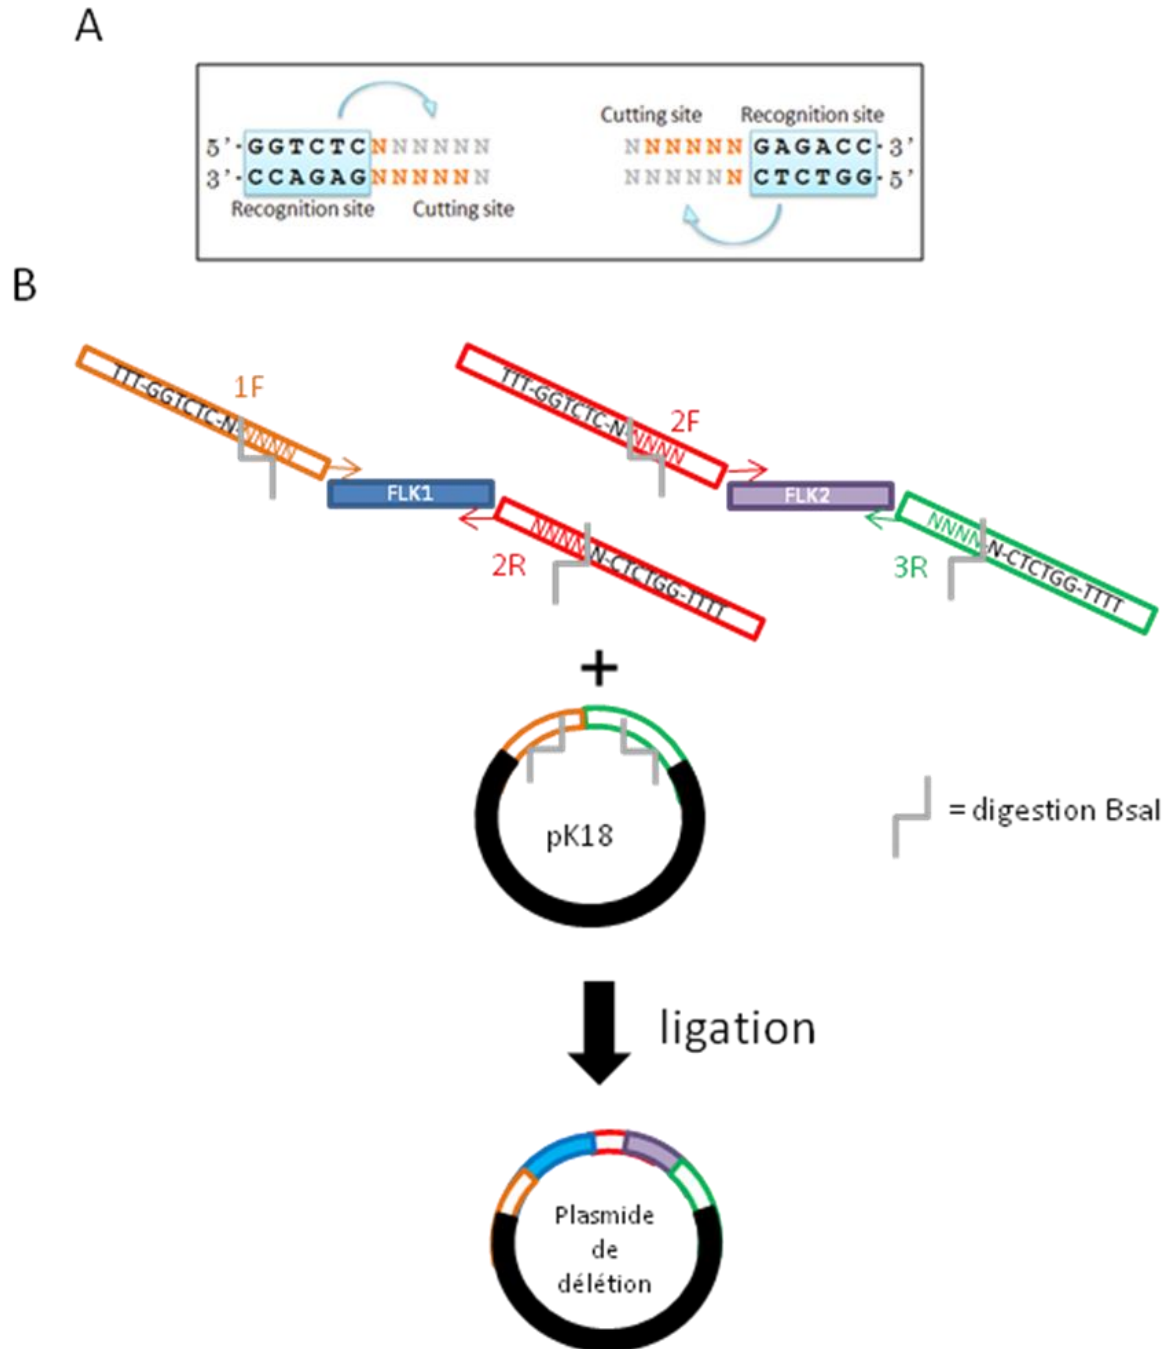 A
Cutting site Recognition site
5'-GGTCTCNNNNNN NNNNNNGAGACC-3'
3'-CCAGAGNNNNNN NNNNNNCTCTGG-5'
Recognition site Cutting site
B
TTT-GGTCTC-N-NNNN
1F
TTT-GGTCTC-N-NNNN
2F
FLK1
FLK2
NNNN-N-CTCTGG-TTTT
2R
NNNN-N-CTCTGG-TTTT
3R
+
pK18
= digestion BsaI
ligation
Plasmide
de
délétion